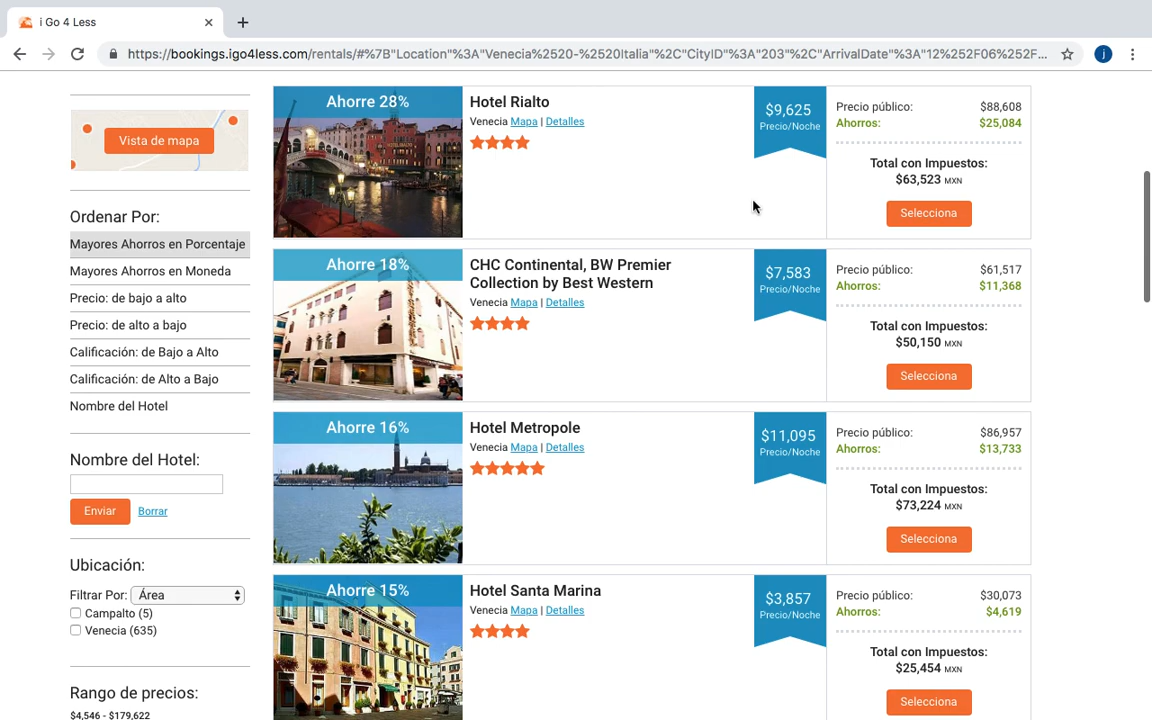 i Go 4 Less
https://bookings.igo4less.com/rentals/#%7B"Location"%3A"Venecia%2520-%2520Italia"%2C"CityID"%3A"203"%2C"ArrivalDate"%3A"12%252F06%252F...
j
Vista de mapa
Ordenar Por:
Mayores Ahorros en Porcentaje
Mayores Ahorros en Moneda
Precio: de bajo a alto
Precio: de alto a bajo
Calificación: de Bajo a Alto
Calificación: de Alto a Bajo
Nombre del Hotel
Nombre del Hotel:
Enviar Borrar
Ubicación:
Filtrar Por: Área
Campalto (5)
Venecia (635)
Rango de precios:
$4,546 - $179,622
Ahorre 28%
Hotel Rialto
Venecia Mapa | Detalles
$9,625
Precio/Noche
Precio público: $88,608
Ahorros: $25,084
Total con Impuestos:
$63,523 MXN
Selecciona
Ahorre 18%
CHC Continental, BW Premier
Collection by Best Western
Venecia Mapa | Detalles
$7,583
Precio/Noche
Precio público: $61,517
Ahorros: $11,368
Total con Impuestos:
$50,150 MXN
Selecciona
Ahorre 16%
Hotel Metropole
Venecia Mapa | Detalles
$11,095
Precio/Noche
Precio público: $86,957
Ahorros: $13,733
Total con Impuestos:
$73,224 MXN
Selecciona
Ahorre 15%
Hotel Santa Marina
Venecia Mapa | Detalles
$3,857
Precio/Noche
Precio público: $30,073
Ahorros: $4,619
Total con Impuestos:
$25,454 MXN
Selecciona